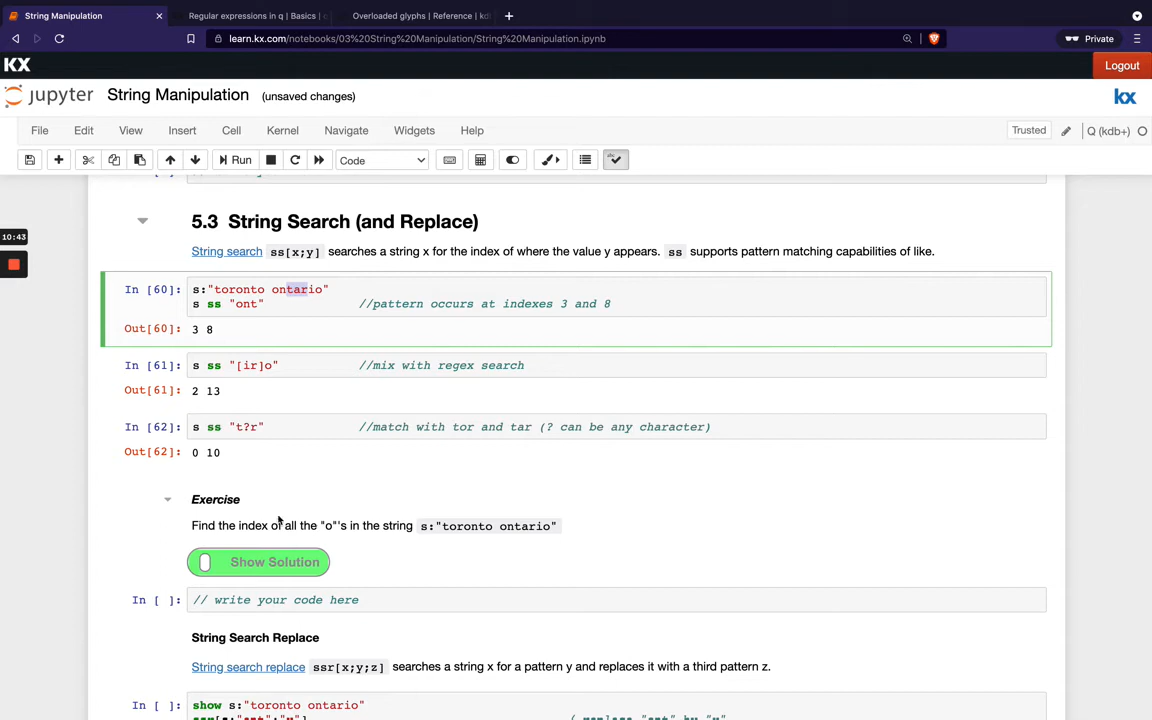 String Manipulation
Regular expressions in q | Basics |
Overloaded glyphs | Reference | kd
learn.kx.com/notebooks/03%20String%20Manipulation/String%20Manipulation.ipynb
Private
KX
Logout
jupyter String Manipulation (unsaved changes)
kx
File Edit View Insert Cell Kernel Navigate Widgets Help
Trusted
Q (kdb+)
Run
Code
10:43
5.3 String Search (and Replace)
String search ss[x;y] searches a string x for the index of where the value y appears. ss supports pattern matching capabilities of like.
In [60]: s:"toronto ontario"
s ss "ont" //pattern occurs at indexes 3 and 8
Out[60]: 3 8
In [61]: s ss "[ir]o" //mix with regex search
Out[61]: 2 13
In [62]: s ss "t?r" //match with tor and tar (? can be any character)
Out[62]: 0 10
Exercise
Find the index of all the "o"'s in the string s:"toronto ontario"
Show Solution
In [ ]: // write your code here
String Search Replace
String search replace ssr[x;y;z] searches a string x for a pattern y and replaces it with a third pattern z.
In [ ]: show s:"toronto ontario"